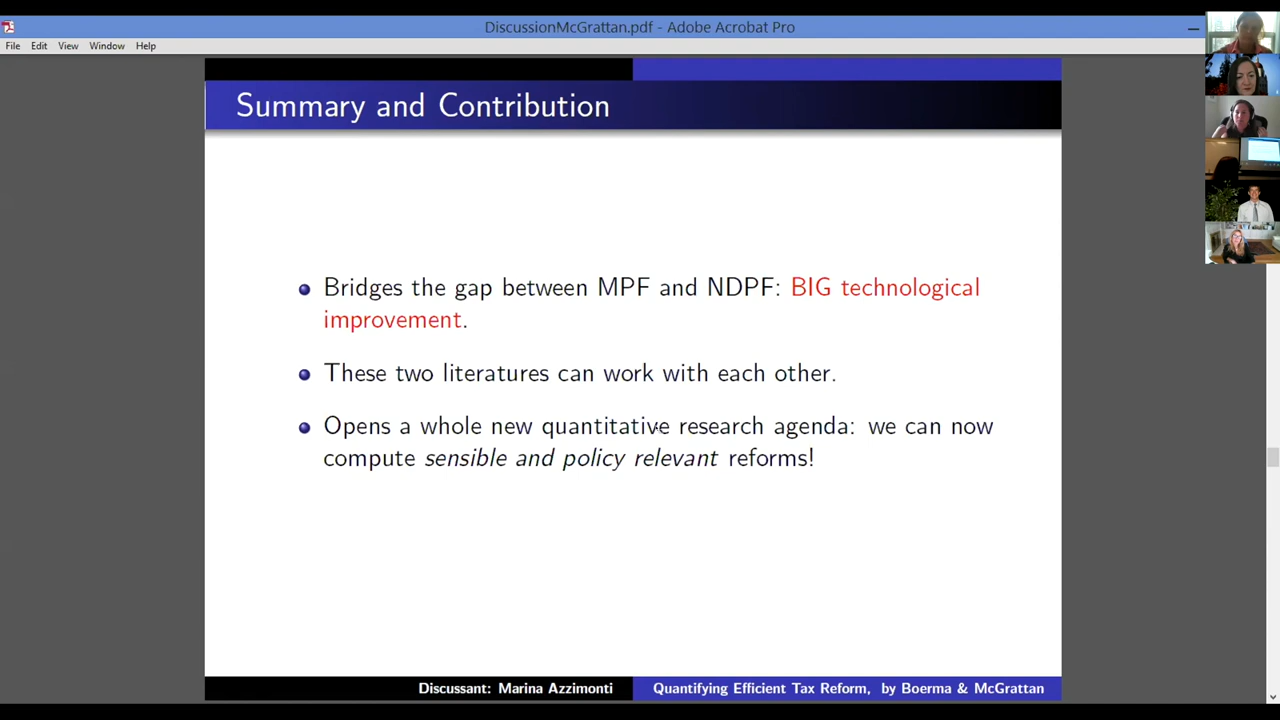 DiscussionMcGrattan.pdf - Adobe Acrobat Pro
File Edit View Window Help
Summary and Contribution
Bridges the gap between MPF and NDPF: BIG technological
improvement.
These two literatures can work with each other.
Opens a whole new quantitative research agenda: we can now
compute sensible and policy relevant reforms!
Discussant: Marina Azzimonti
Quantifying Efficient Tax Reform, by Boerma & McGrattan